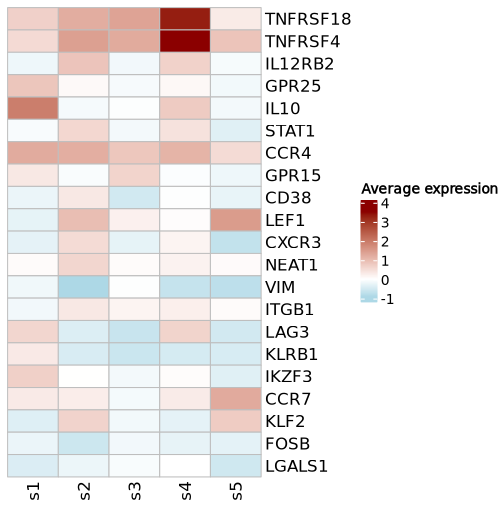 TNFRSF18
TNFRSF4
IL12RB2
GPR25
IL10
STAT1
CCR4
GPR15
CD38
LEF1
CXCR3
NEAT1
VIM
ITGB1
LAG3
KLRB1
IKZF3
CCR7
KLF2
FOSB
LGALS1
s1
s2
s3
s4
s5
Average expression
4
3
2
1
0
-1